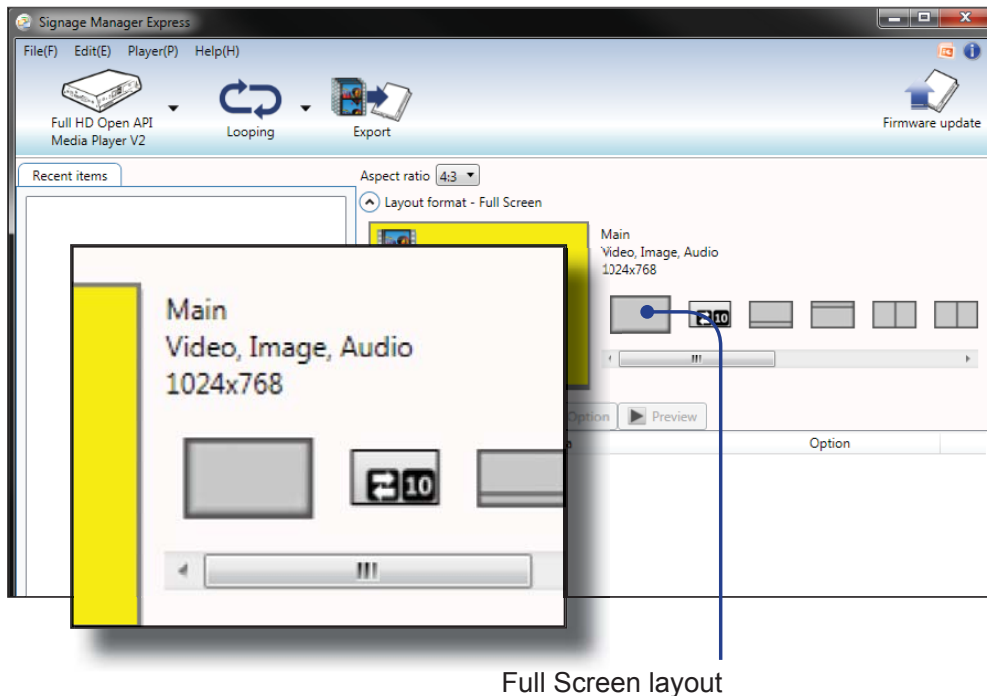 Signage Manager Express
File(F) Edit(E) Player(P) Help(H)
Full HD Open API
Media Player V2
Looping
Export
Firmware update
Recent items
Aspect ratio 4:3
Layout format - Full Screen
Main
Video, Image, Audio
1024x768
10
Option
Preview
Option
Main
Video, Image, Audio
1024x768
10
Full Screen layout